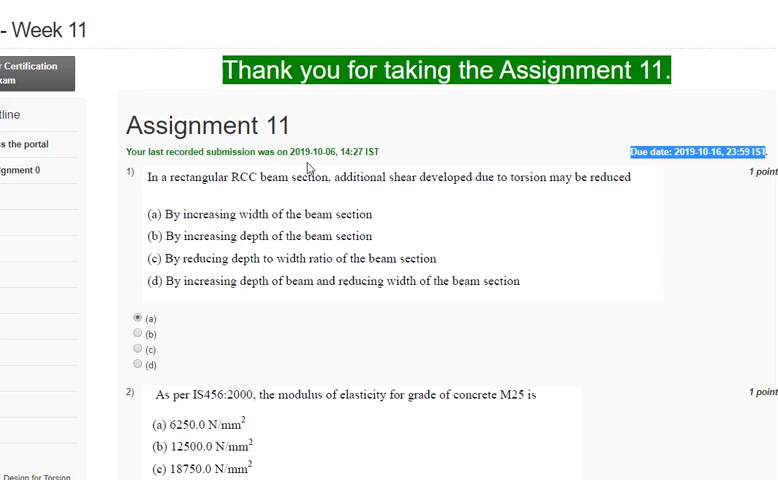 - Week 11
r Certification
xam
Thank you for taking the Assignment 11.
tline
Assignment 11
s the portal
Your last recorded submission was on 2019-10-06, 14:27 IST
Due date: 2019-10-16, 23:59 IST.
ignment 0
1)
In a rectangular RCC beam section, additional shear developed due to torsion may be reduced
1 point
(a) By increasing width of the beam section
(b) By increasing depth of the beam section
(c) By reducing depth to width ratio of the beam section
(d) By increasing depth of beam and reducing width of the beam section
(a)
(b)
(c)
(d)
2)
As per IS456:2000, the modulus of elasticity for grade of concrete M25 is
1 point
(a) 6250.0 N/mm²
(b) 12500.0 N/mm²
(c) 18750.0 N/mm²
Design for Torsion